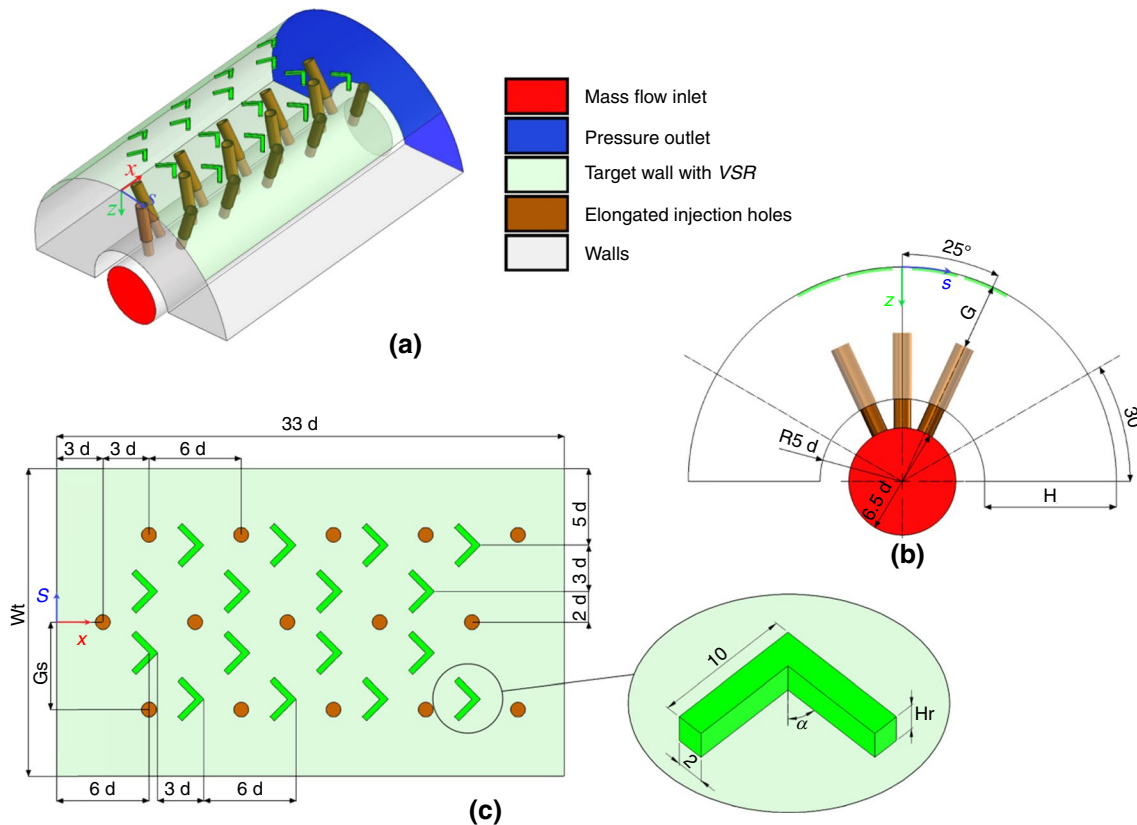 Mass flow inlet
Pressure outlet
Target wall with VSR
Elongated injection holes
Walls
x
s
z
(a)
25°
s
z
G
30
R5 d
6.5 d
H
(b)
33 d
3 d
3 d
6 d
5 d
3 d
2 d
S
x
Wt
Gs
6 d
3 d
6 d
10
α
Hr
2
(c)